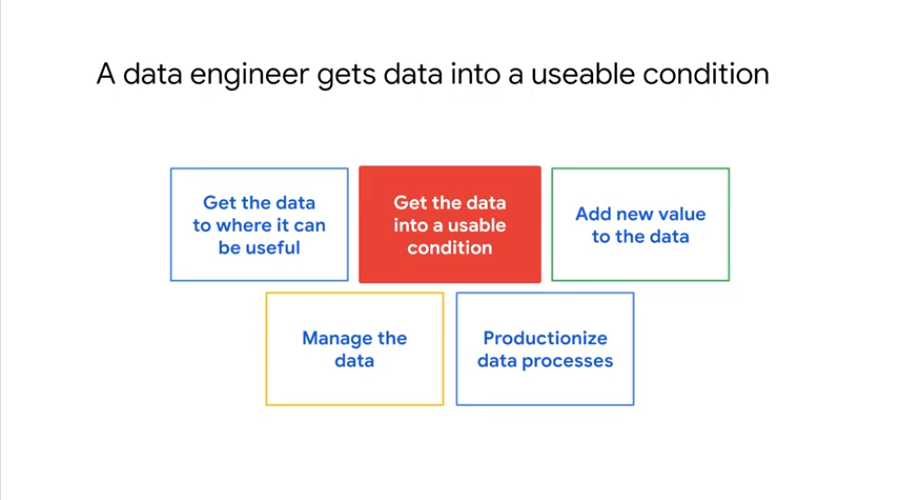 A data engineer gets data into a useable condition
Get the data
to where it can
be useful
Get the data
into a usable
condition
Add new value
to the data
Manage the
data
Productionize
data processes